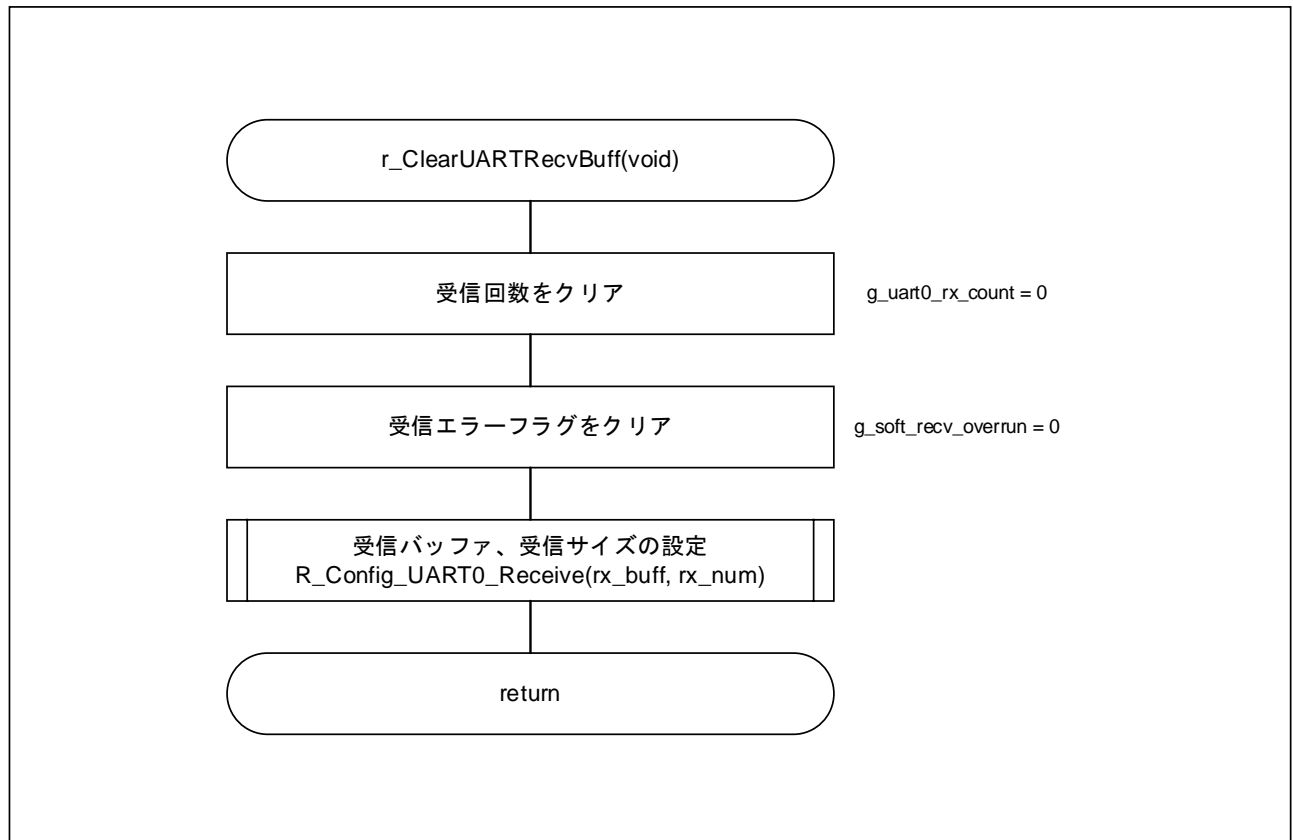 r_ClearUARTRecvBuff(void)
受信回数をクリア
g_uart0_rx_count = 0
受信エラーフラグをクリア
g_soft_recv_overrun = 0
受信バッファ、受信サイズの設定
R_Config_UART0_Receive(rx_buff, rx_num)
return